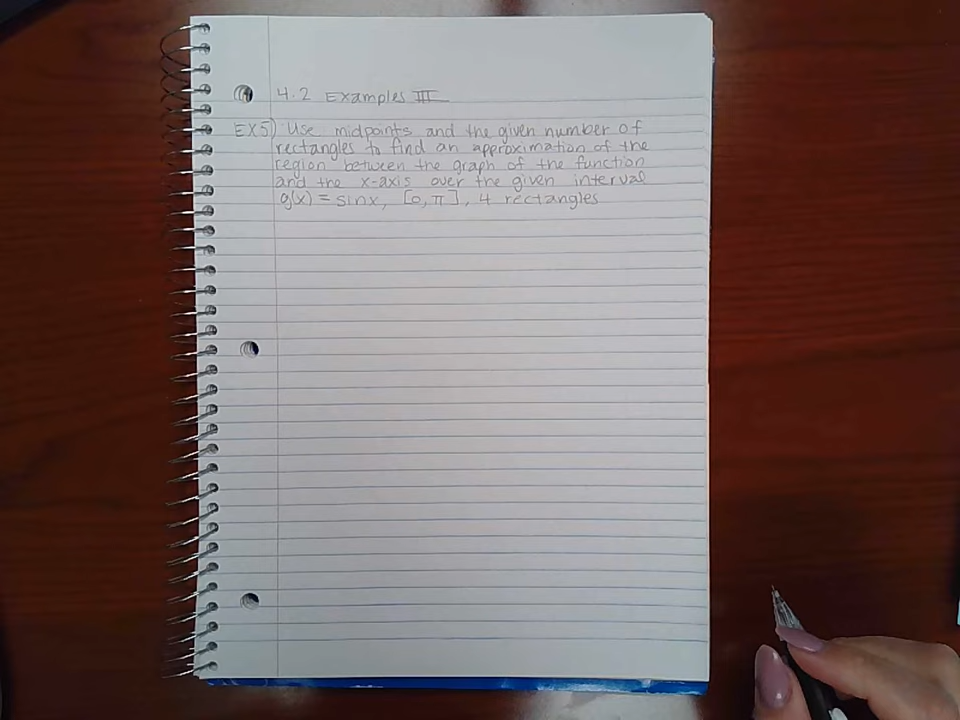 4.2 Examples III
EX5) Use midpoints and the given number of
rectangles to find an approximation of the
region between the graph of the function
and the x-axis over the given interval
g(x) = sinx, [0, π], 4 rectangles